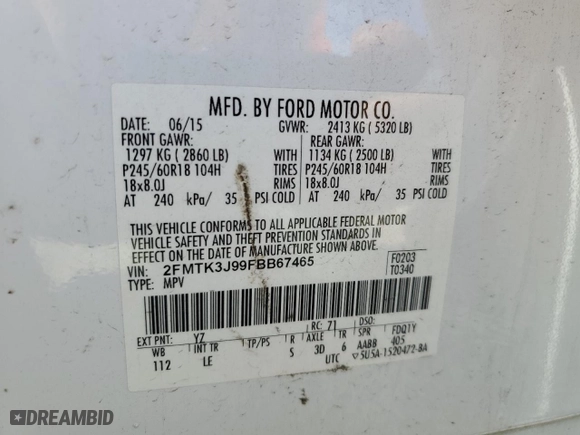 MFD. BY FORD MOTOR CO.
DATE: 06/15 GVWR: 2413 KG ( 5320 LB)
FRONT GAWR: REAR GAWR:
1297 KG ( 2860 LB) WITH 1134 KG ( 2500 LB) WITH
P245/60R18 104H TIRES P245/60R18 104H TIRES
18x8.0J RIMS 18x8.0J RIMS
AT 240 kPa/ 35 PSI COLD AT 240 kPa/ 35 PSI COLD
THIS VEHICLE CONFORMS TO ALL APPLICABLE FEDERAL MOTOR
VEHICLE SAFETY AND THEFT PREVENTION STANDARDS IN
EFFECT ON THE DATE OF MANUFACTURE SHOWN ABOVE.
VIN: 2FMTK3J99FBB67465 F0203
TYPE: MPV T0340
EXT PNT: YZ RC: 71 DSO: FDQ1Y
WB INT TR TP/PS R AXLE TR SPR AABB 405
112 LE S 3D 6
UTC ▽5U5A-1520472-BA
DREAMBID